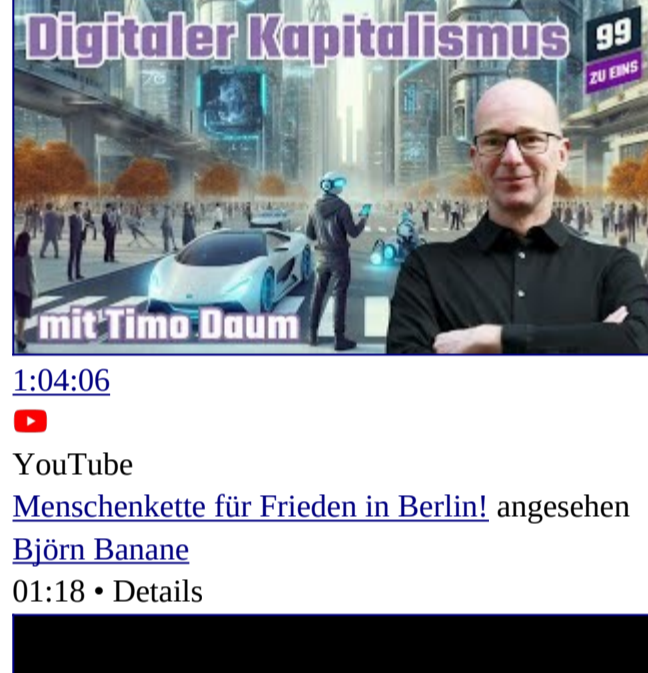 Digitaler Kapitalismus
99
ZU EINS
mit Timo Daum
1:04:06
YouTube
Menschenkette für Frieden in Berlin! angesehen
Björn Banane
01:18 • Details